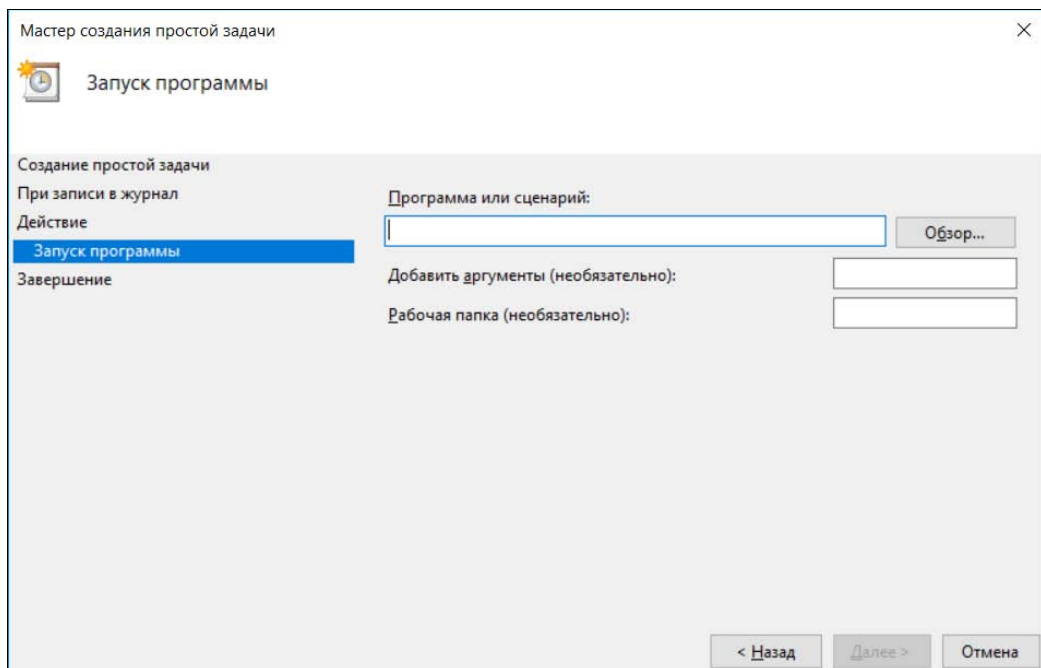 Мастер создания простой задачи
Запуск программы
Создание простой задачи
При записи в журнал
Действие
Запуск программы
Завершение
Программа или сценарий:
Обзор...
Добавить аргументы (необязательно):
Рабочая папка (необязательно):
< Назад
Далее >
Отмена